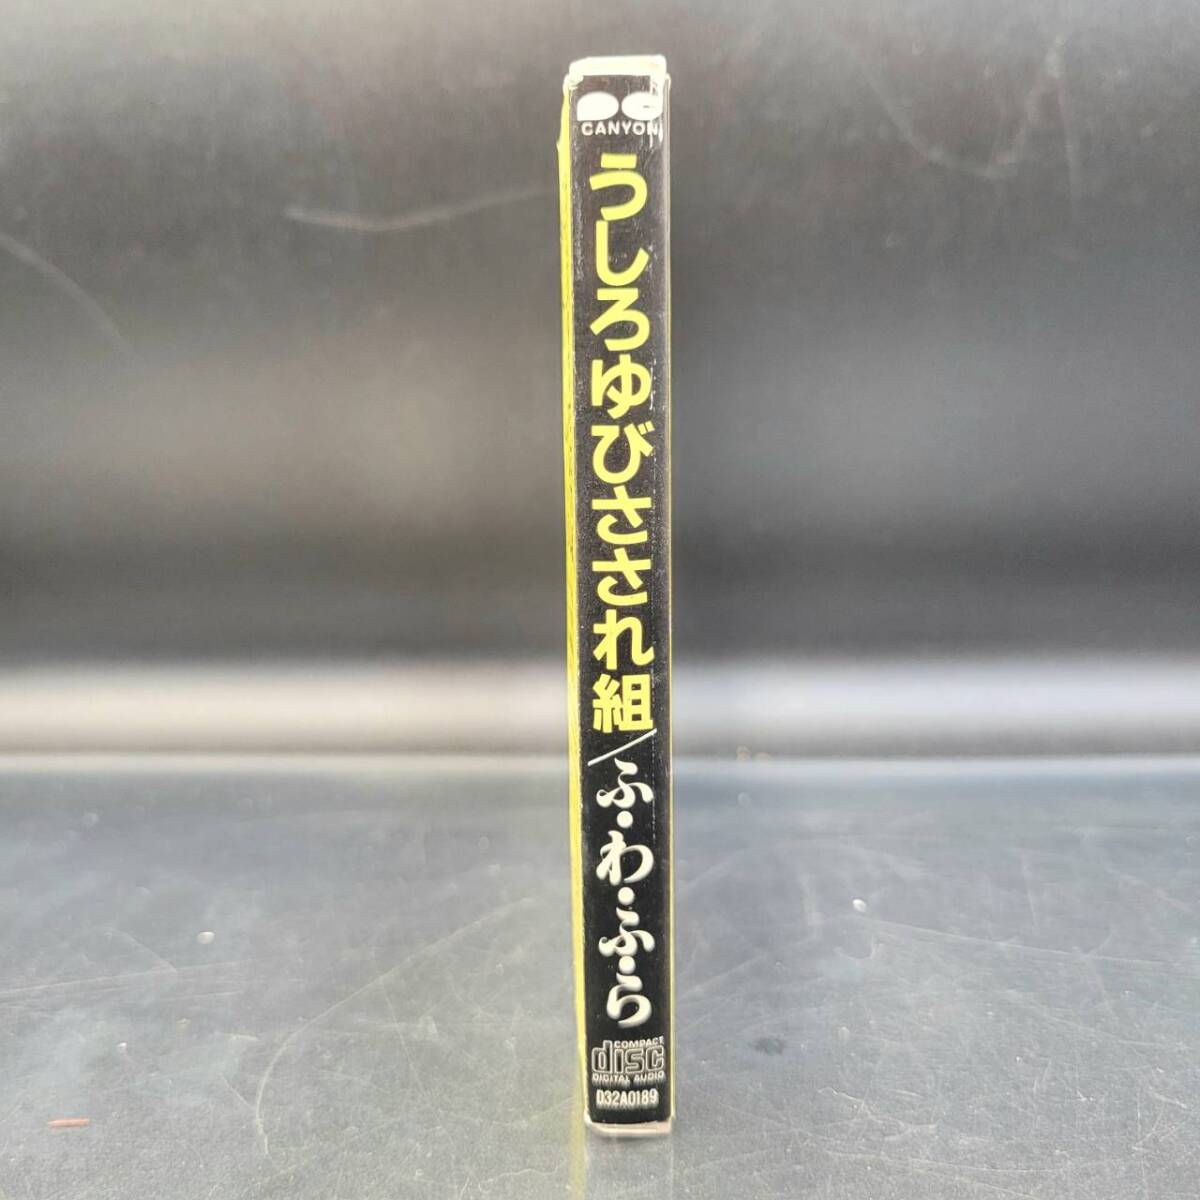 CANYON
うしろゆびさされ組/ふ・わ・ふ・ら
COMPACT
disc
DIGITAL AUDIO
D32A0189